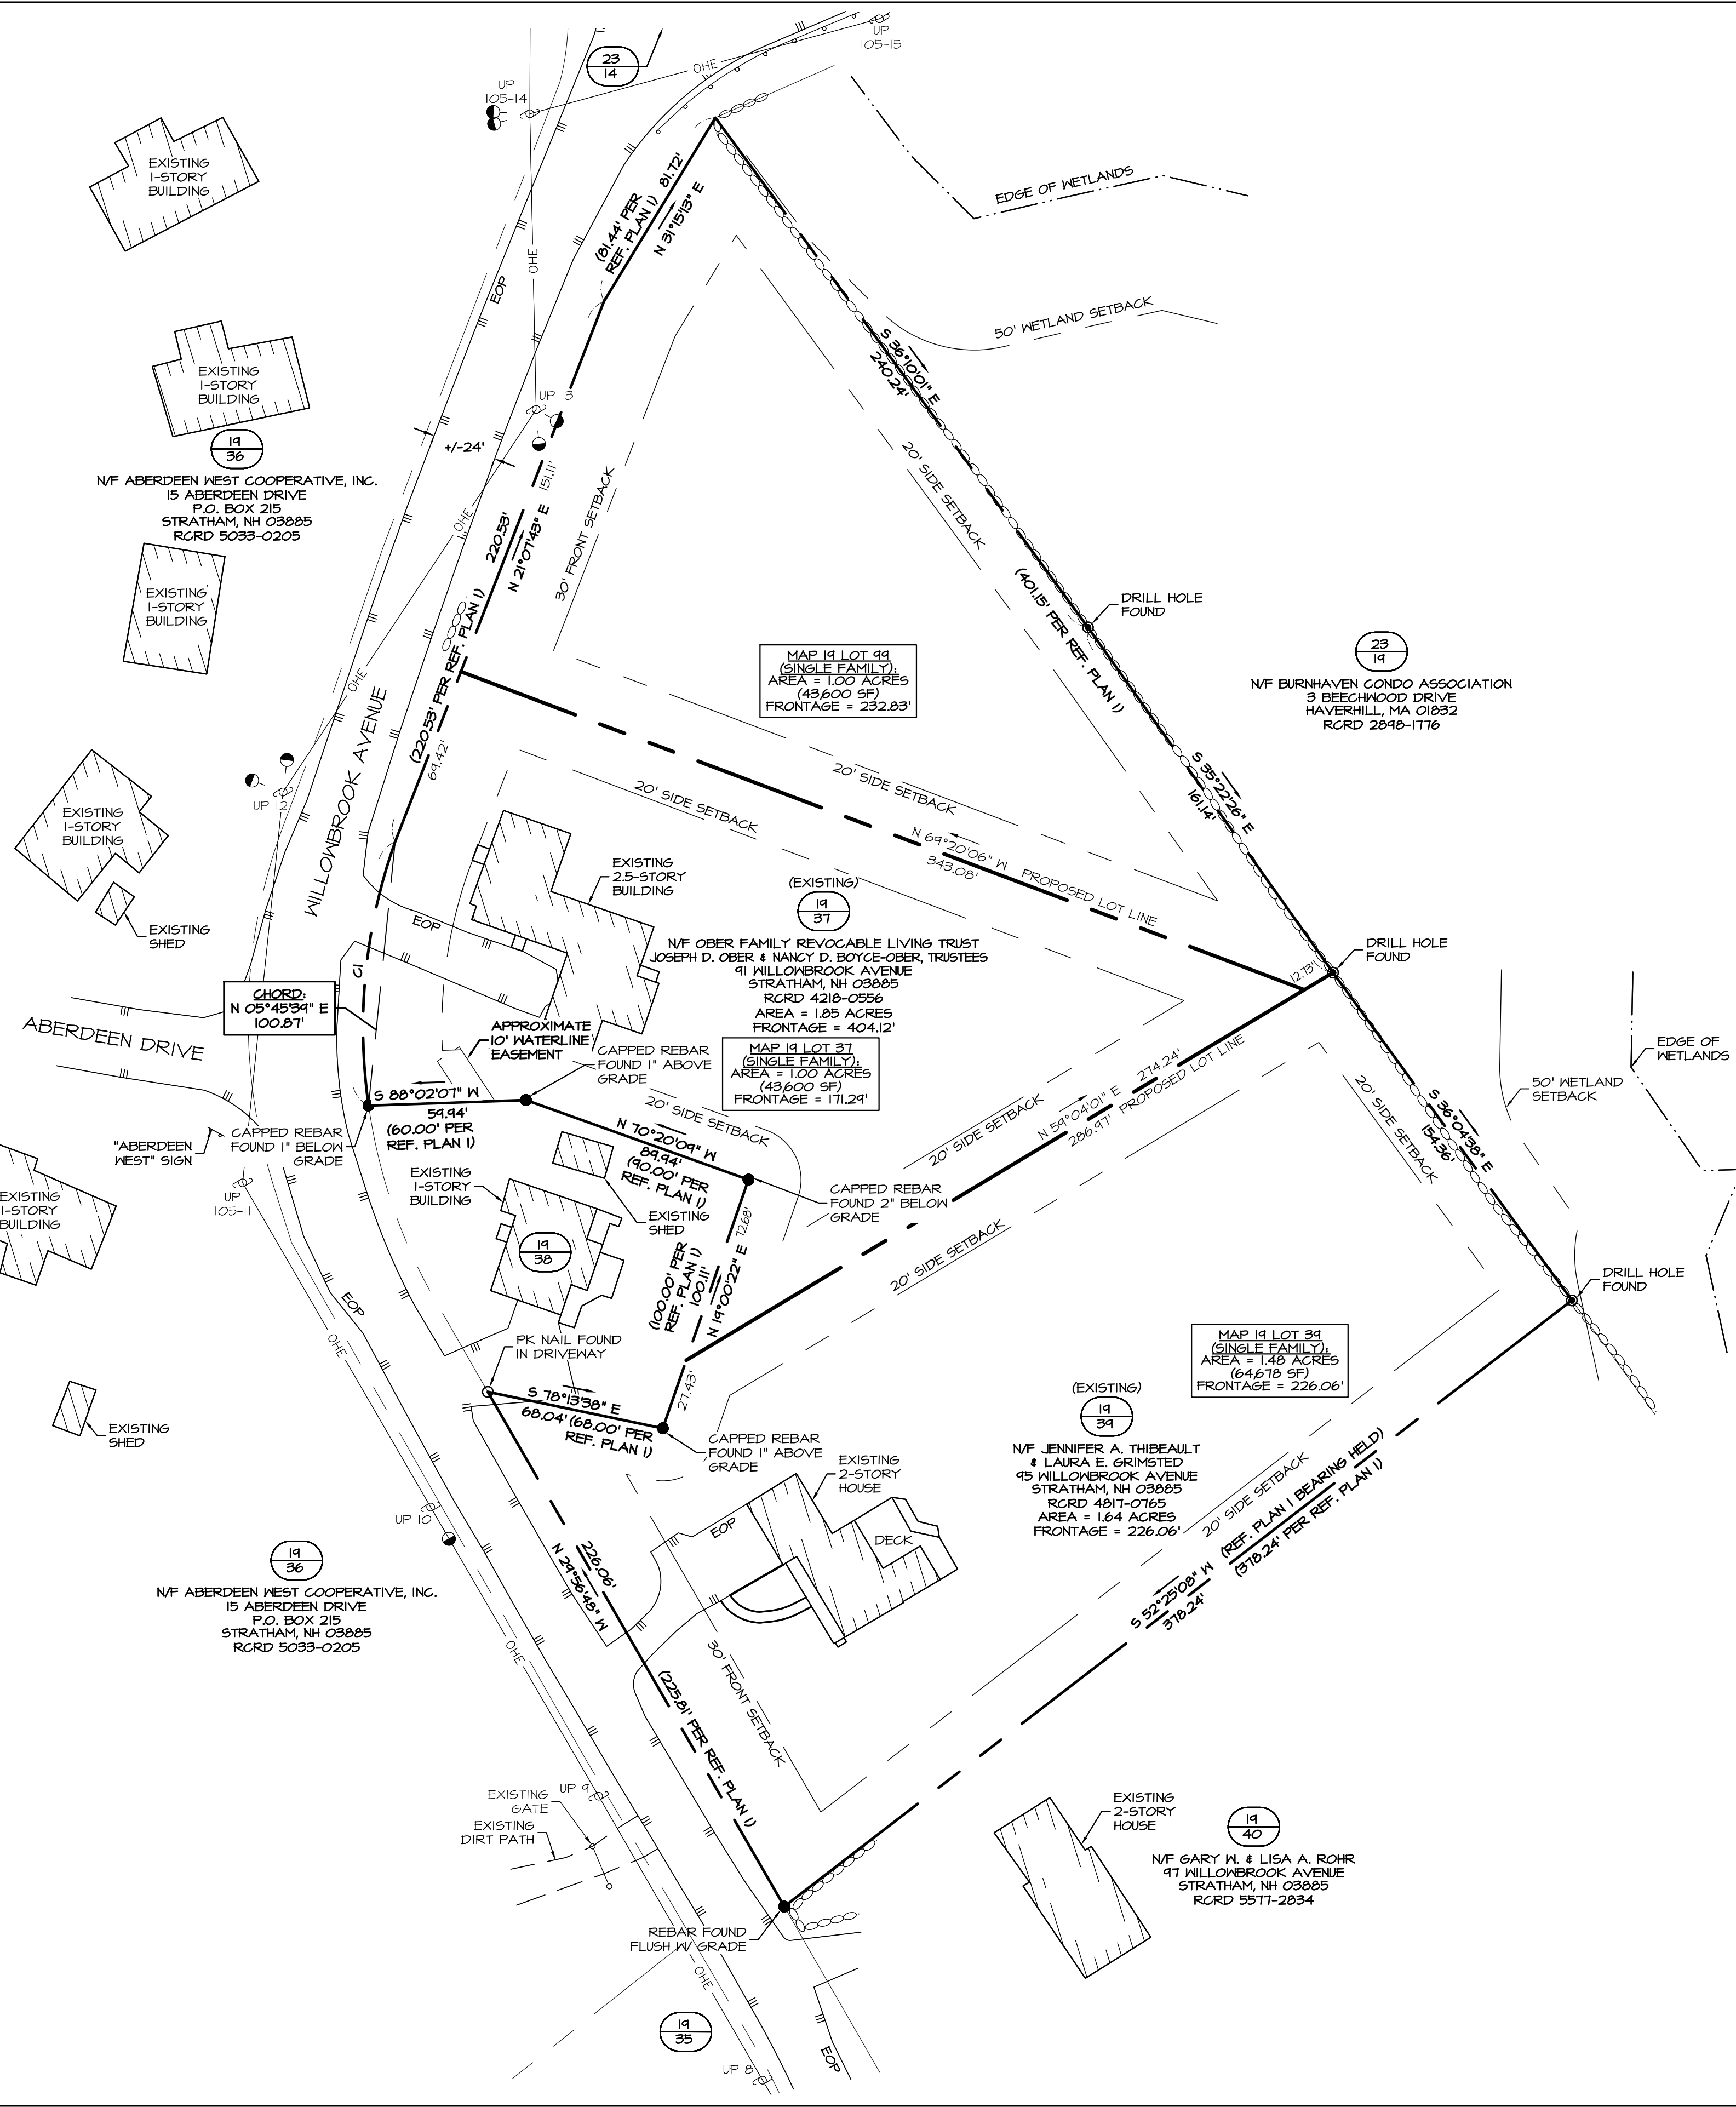 23
14
UP
105-14
OHE
UP
105-15
EXISTING
1-STORY
BUILDING
OHE
EOP
(81.44' PER
REF. PLAN 1)
81.72'
N 31°15'13" E
EDGE OF WETLANDS
50' WETLAND SETBACK
S 36°10'01" E
240.24'
EXISTING
1-STORY
BUILDING
UP 13
+/-24'
19
36
N/F ABERDEEN WEST COOPERATIVE, INC.
15 ABERDEEN DRIVE
P.O. BOX 215
STRATHAM, NH 03885
RCRD 5033-0205
OHE
220.53'
N 21°07'43" E
151.11'
30' FRONT SETBACK
20' SIDE SETBACK
(401.15' PER REF. PLAN 1)
DRILL HOLE
FOUND
EXISTING
1-STORY
BUILDING
OHE
(220.53' PER REF. PLAN 1)
69.42'
MAP 19 LOT 99
(SINGLE FAMILY):
AREA = 1.00 ACRES
(43,600 SF)
FRONTAGE = 232.83'
23
19
N/F BURNHAVEN CONDO ASSOCIATION
3 BEECHWOOD DRIVE
HAVERHILL, MA 01832
RCRD 2898-1776
WILLOWBROOK AVENUE
UP 12
EXISTING
1-STORY
BUILDING
EXISTING
SHED
20' SIDE SETBACK
20' SIDE SETBACK
S 35°22'26" E
161.14'
N 69°20'06" W PROPOSED LOT LINE
343.08'
EXISTING
2.5-STORY
BUILDING
EOP
C1
(EXISTING)
19
37
N/F OBER FAMILY REVOCABLE LIVING TRUST
JOSEPH D. OBER & NANCY D. BOYCE-OBER, TRUSTEES
91 WILLOWBROOK AVENUE
STRATHAM, NH 03885
RCRD 4218-0556
AREA = 1.85 ACRES
FRONTAGE = 404.12'
DRILL HOLE
FOUND
12.73'
CHORD:
N 05°45'39" E
100.87'
ABERDEEN DRIVE
APPROXIMATE
10' WATERLINE
EASEMENT
CAPPED REBAR
FOUND 1" ABOVE
GRADE
MAP 19 LOT 37
(SINGLE FAMILY):
AREA = 1.00 ACRES
(43,600 SF)
FRONTAGE = 171.29'
EDGE OF
WETLANDS
50' WETLAND
SETBACK
S 88°02'07" W
59.94'
(60.00' PER
REF. PLAN 1)
20' SIDE SETBACK
N 59°04'01" E
274.24'
286.97'
PROPOSED LOT LINE
20' SIDE SETBACK
20' SIDE SETBACK
S 36°04'38" E
154.36'
"ABERDEEN
WEST" SIGN
CAPPED REBAR
FOUND 1" BELOW
GRADE
N 70°20'09" W
89.94'
(90.00' PER
REF. PLAN 1)
EXISTING
1-STORY
BUILDING
EXISTING
SHED
CAPPED REBAR
FOUND 2" BELOW
GRADE
20' SIDE SETBACK
UP
105-11
EXISTING
1-STORY
BUILDING
19
38
(100.00' PER
REF. PLAN 1)
100.11'
N 19°00'22" E
72.68'
27.43'
DRILL HOLE
FOUND
EOP
OHE
PK NAIL FOUND
IN DRIVEWAY
S 78°13'38" E
68.04' (68.00' PER
REF. PLAN 1)
MAP 19 LOT 39
(SINGLE FAMILY):
AREA = 1.48 ACRES
(64,678 SF)
FRONTAGE = 226.06'
(EXISTING)
19
39
N/F JENNIFER A. THIBEAULT
& LAURA E. GRIMSTED
95 WILLOWBROOK AVENUE
STRATHAM, NH 03885
RCRD 4817-0765
AREA = 1.64 ACRES
FRONTAGE = 226.06'
EXISTING
SHED
CAPPED REBAR
FOUND 1" ABOVE
GRADE
EXISTING
2-STORY
HOUSE
DECK
EOP
20' SIDE SETBACK
S 52°25'08" W (REF. PLAN 1 BEARING HELD)
378.24'
(378.24' PER REF. PLAN 1)
UP 10
226.06'
N 29°56'48" W
(225.81' PER REF. PLAN 1)
30' FRONT SETBACK
19
36
N/F ABERDEEN WEST COOPERATIVE, INC.
15 ABERDEEN DRIVE
P.O. BOX 215
STRATHAM, NH 03885
RCRD 5033-0205
OHE
EXISTING
GATE
UP 9
EXISTING
DIRT PATH
EXISTING
2-STORY
HOUSE
19
40
N/F GARY W. & LISA A. ROHR
97 WILLOWBROOK AVENUE
STRATHAM, NH 03885
RCRD 5577-2834
REBAR FOUND
FLUSH W/ GRADE
OHE
19
35
UP 8
EOP